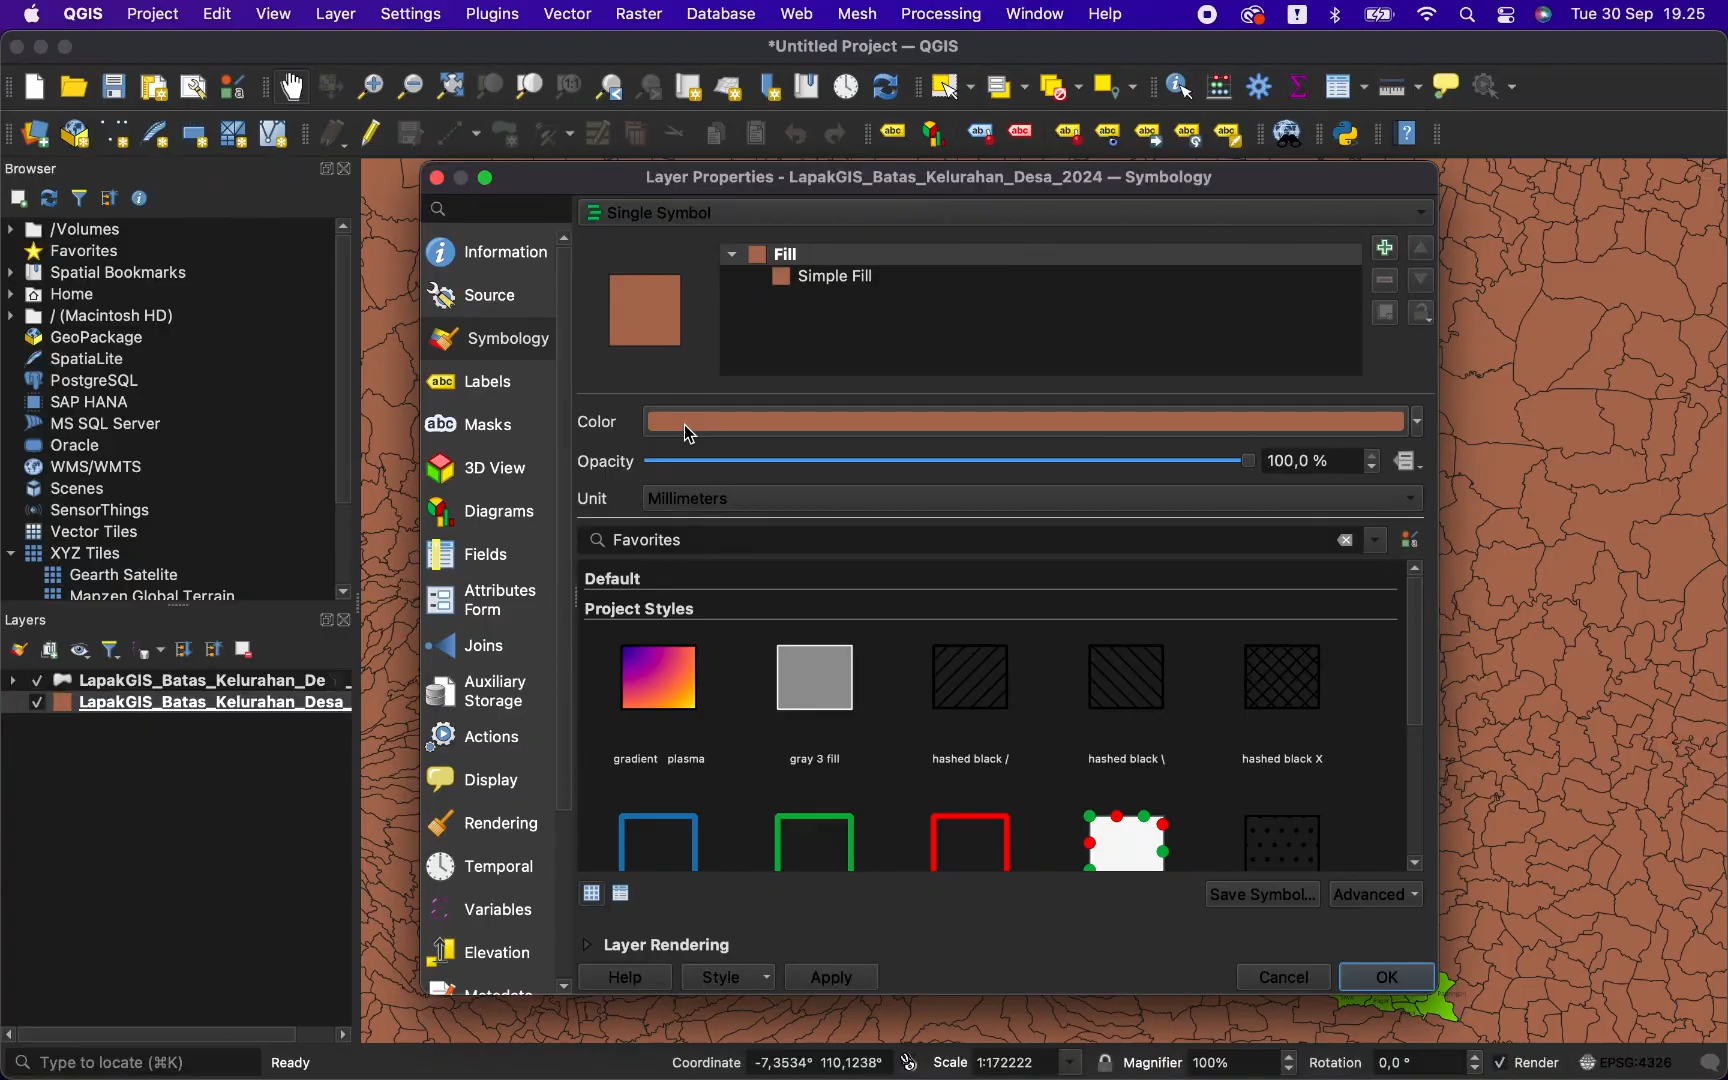 QGIS Project Edit View Layer Settings Plugins Vector Raster Database Web Mesh Processing Window Help Tue 30 Sep 19.25
*Untitled Project — QGIS
Browser
/Volumes
Favorites
Spatial Bookmarks
Home
/ (Macintosh HD)
GeoPackage
SpatiaLite
PostgreSQL
SAP HANA
MS SQL Server
Oracle
WMS/WMTS
Scenes
SensorThings
Vector Tiles
XYZ Tiles
Gearth Satelite
Mapzen Global Terrain
Layers
LapakGIS_Batas_Kelurahan_De
LapakGIS_Batas_Kelurahan_Desa_
Layer Properties - LapakGIS_Batas_Kelurahan_Desa_2024 — Symbology
Information
Source
Symbology
Labels
Masks
3D View
Diagrams
Fields
Attributes
Form
Joins
Auxiliary
Storage
Actions
Display
Rendering
Temporal
Variables
Elevation
Metadata
Single Symbol
Fill
Simple Fill
Color
Opacity 100,0 %
Unit Millimeters
Favorites
Default
Project Styles
gradient plasma
gray 3 fill
hashed black /
hashed black \
hashed black X
Save Symbol...
Advanced
Layer Rendering
Help Style Apply Cancel OK
Type to locate (⌘K) Ready Coordinate -7,3534° 110,1238° Scale 1:172222 Magnifier 100% Rotation 0,0 ° Render EPSG:4326